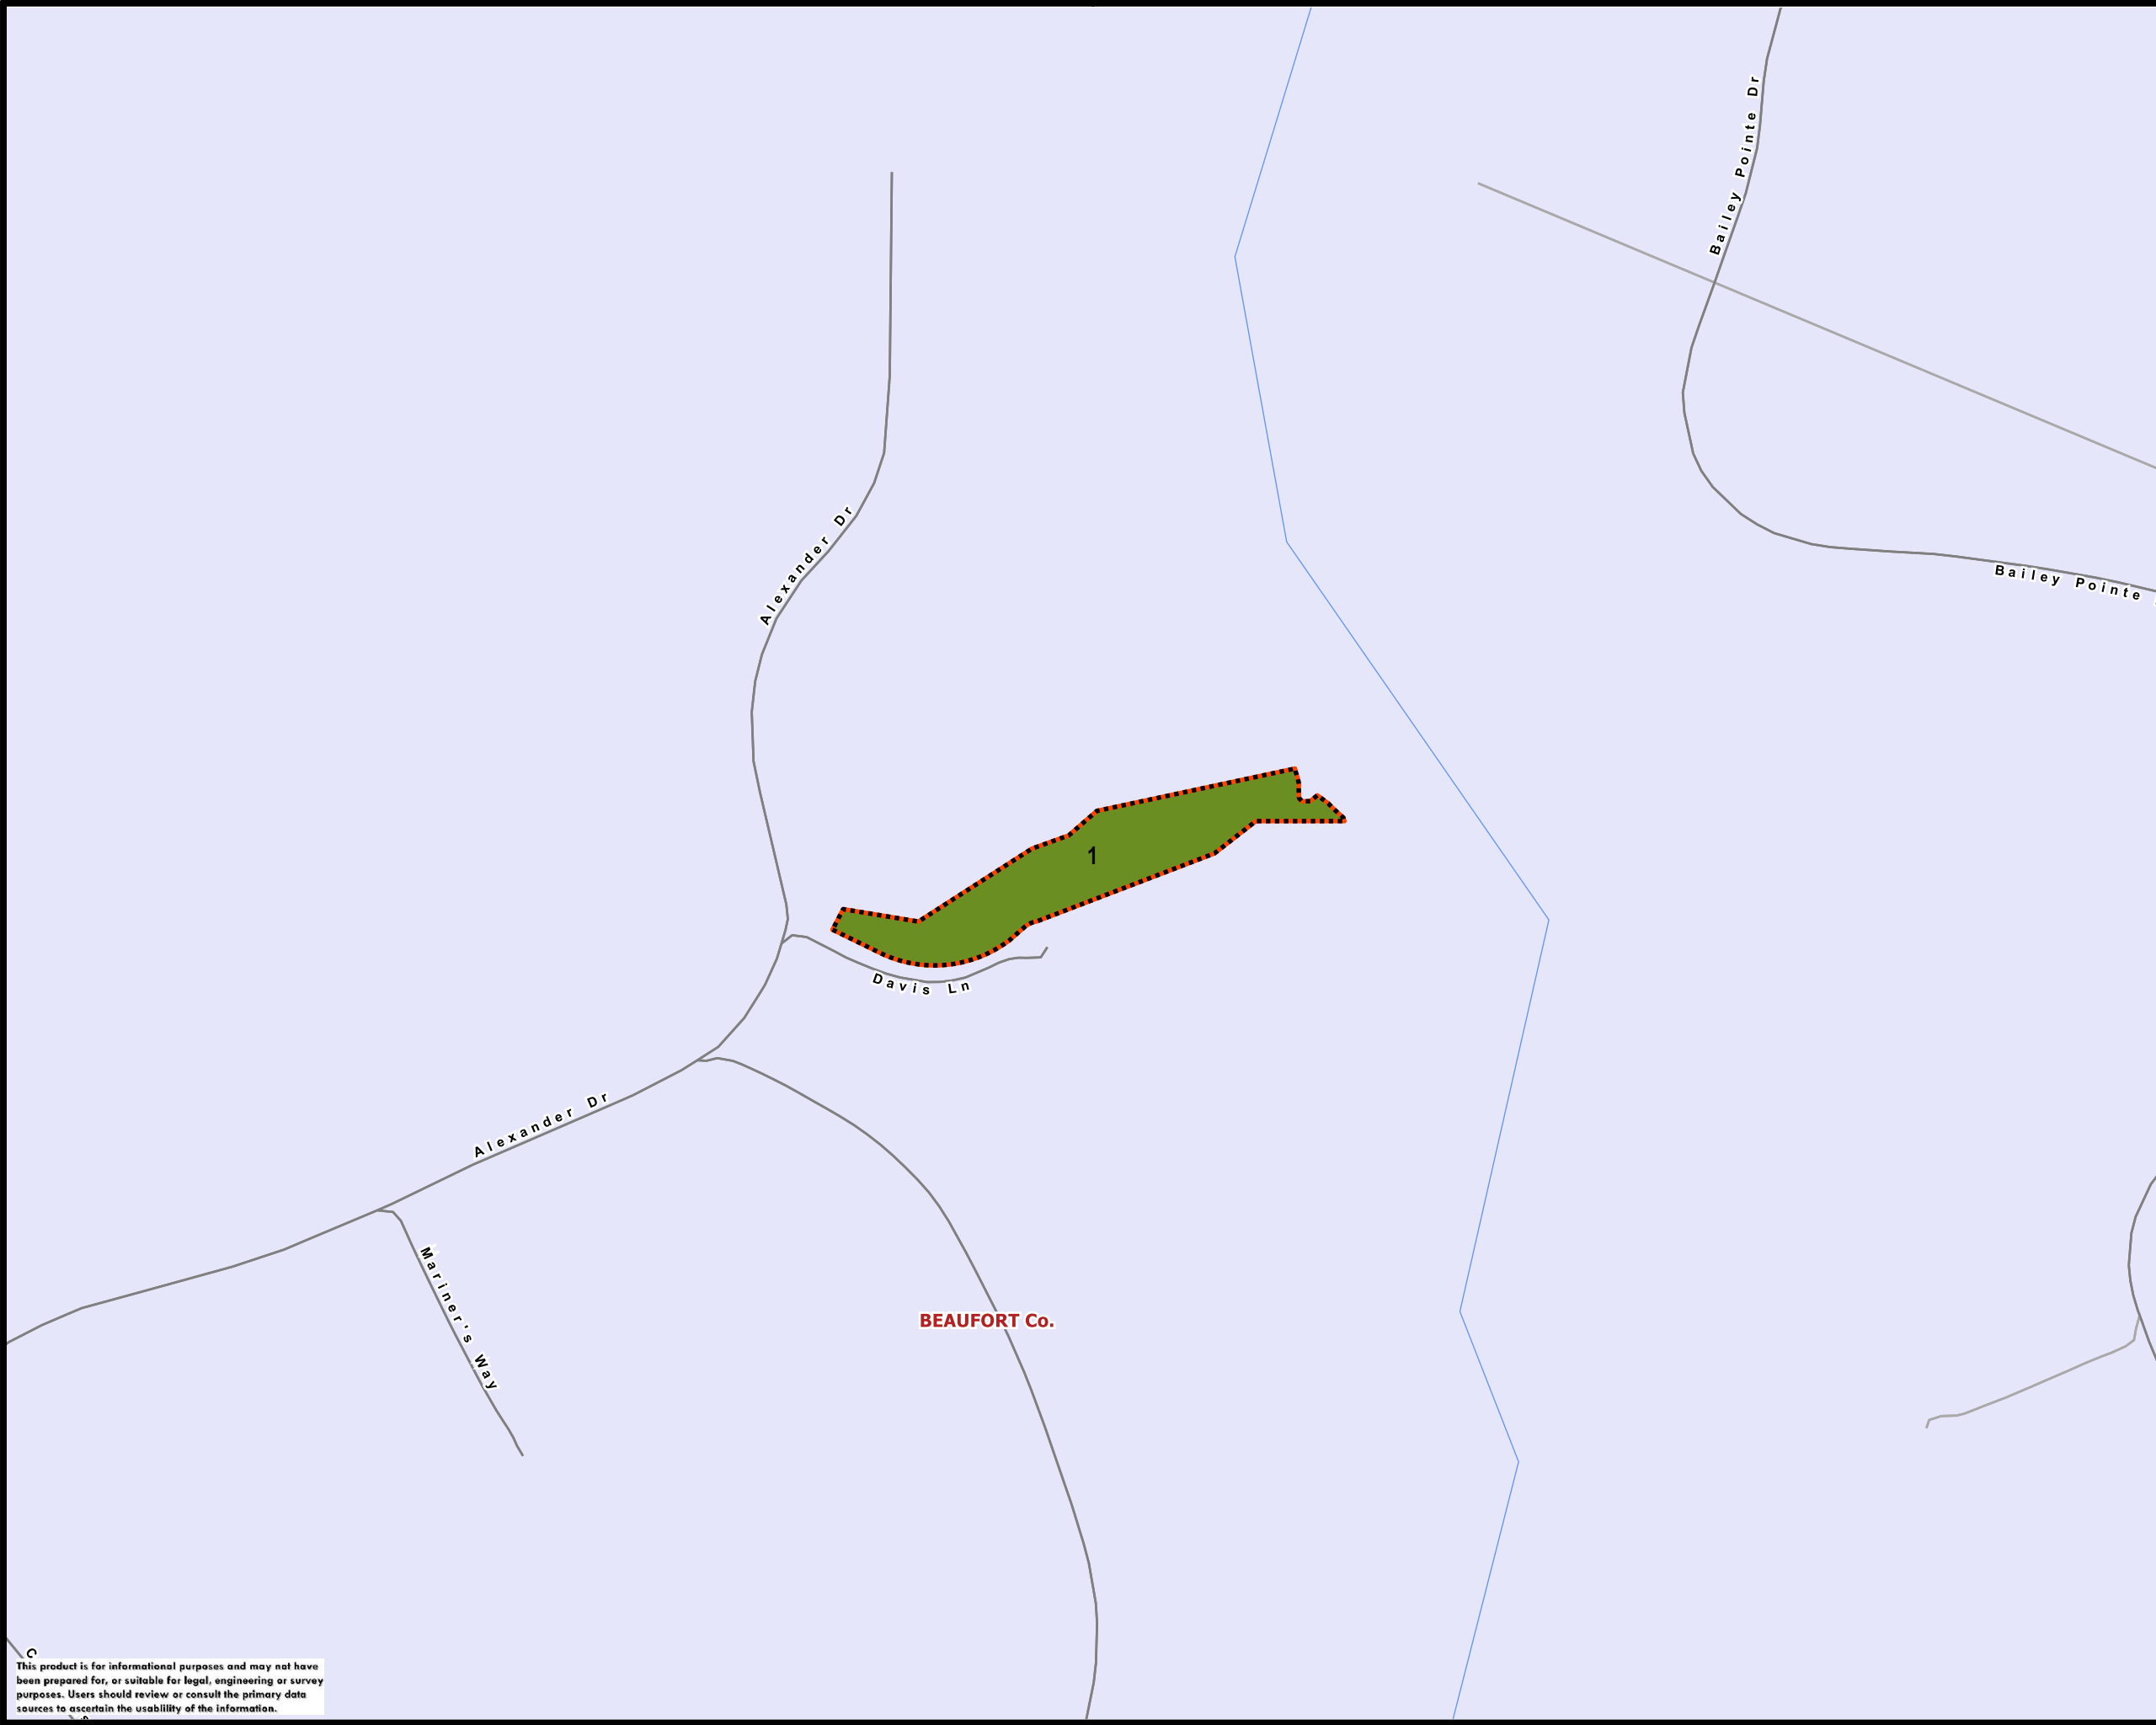 Bailey Pointe Dr
Alexander Dr
Bailey Pointe
1
Davis Ln
Alexander Dr
Mariner's Way
BEAUFORT Co.
This product is for informational purposes and may not have
been prepared for, or suitable for legal, engineering or survey
purposes. Users should review or consult the primary data
sources to ascertain the usablility of the information.